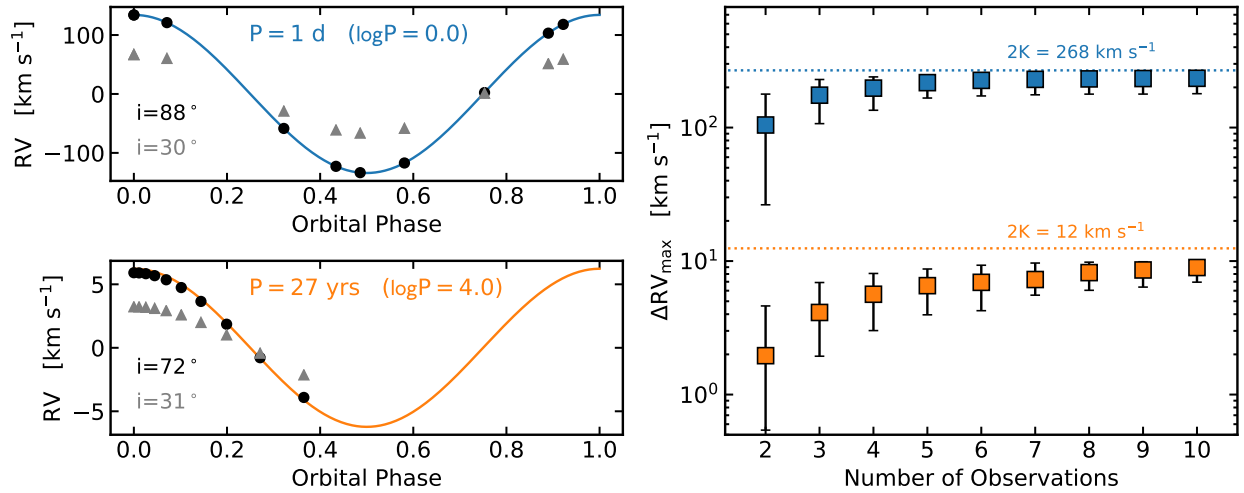 P = 1 d (logP = 0.0)
i=88°
i=30°
RV [km s⁻¹]
100
0
−100
0.0 0.2 0.4 0.6 0.8 1.0
Orbital Phase
P = 27 yrs (logP = 4.0)
i=72°
i=31°
RV [km s⁻¹]
5
0
−5
0.0 0.2 0.4 0.6 0.8 1.0
Orbital Phase
2K = 268 km s⁻¹
2K = 12 km s⁻¹
ΔRVₘₐₓ [km s⁻¹]
10²
10¹
10⁰
2 3 4 5 6 7 8 9 10
Number of Observations